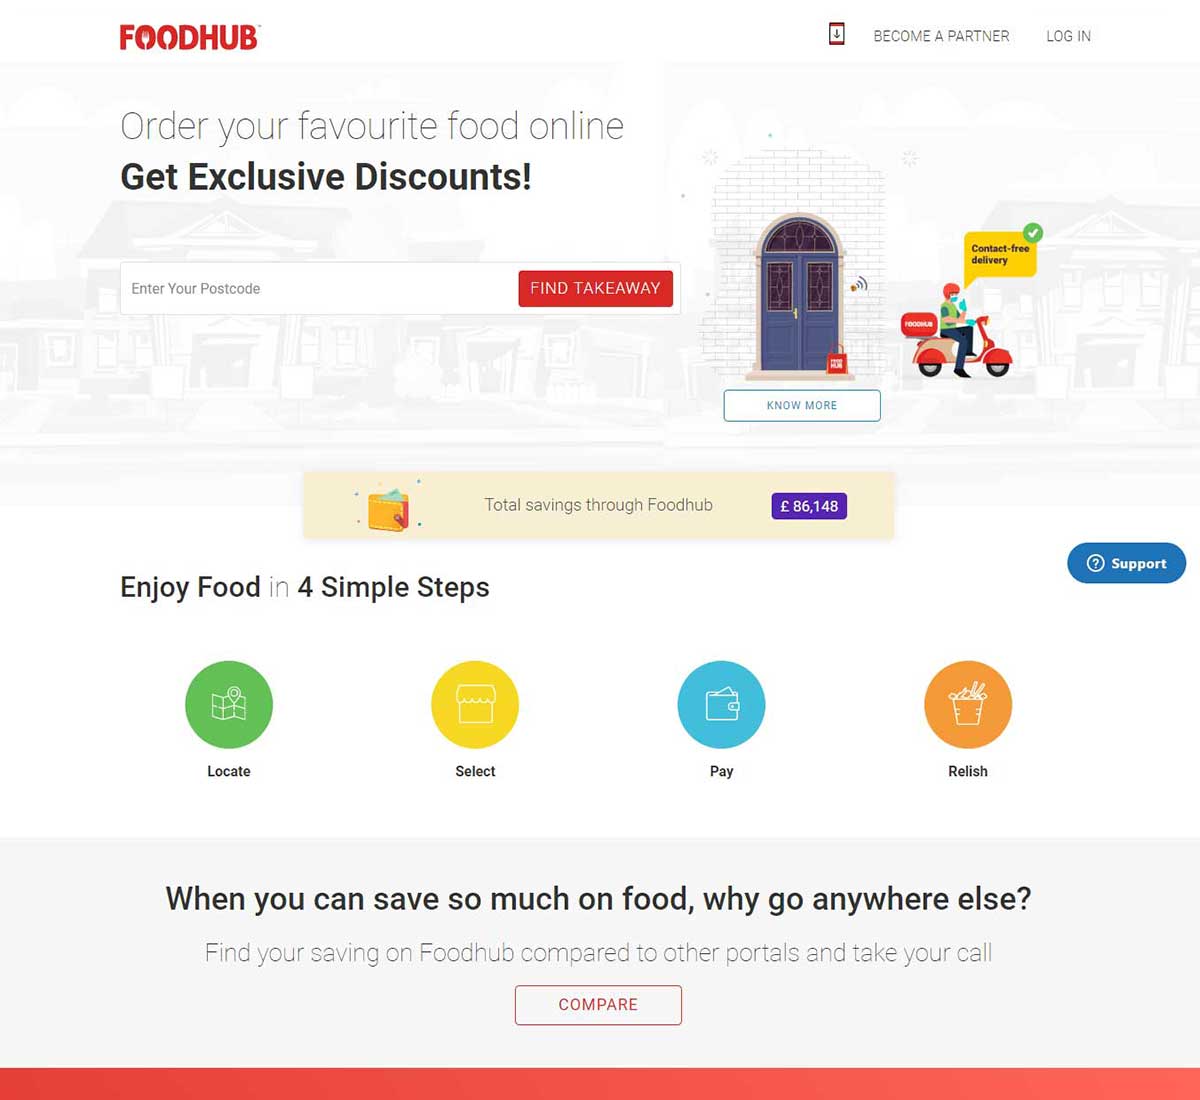 FOODHUB
BECOME A PARTNER
LOG IN
Order your favourite food online
Get Exclusive Discounts!
Enter Your Postcode
FIND TAKEAWAY
Contact-free
delivery
FOODHUB
FOOD
HUB
KNOW MORE
Total savings through Foodhub
£ 86,148
Support
Enjoy Food in 4 Simple Steps
Locate
Select
Pay
Relish
When you can save so much on food, why go anywhere else?
Find your saving on Foodhub compared to other portals and take your call
COMPARE